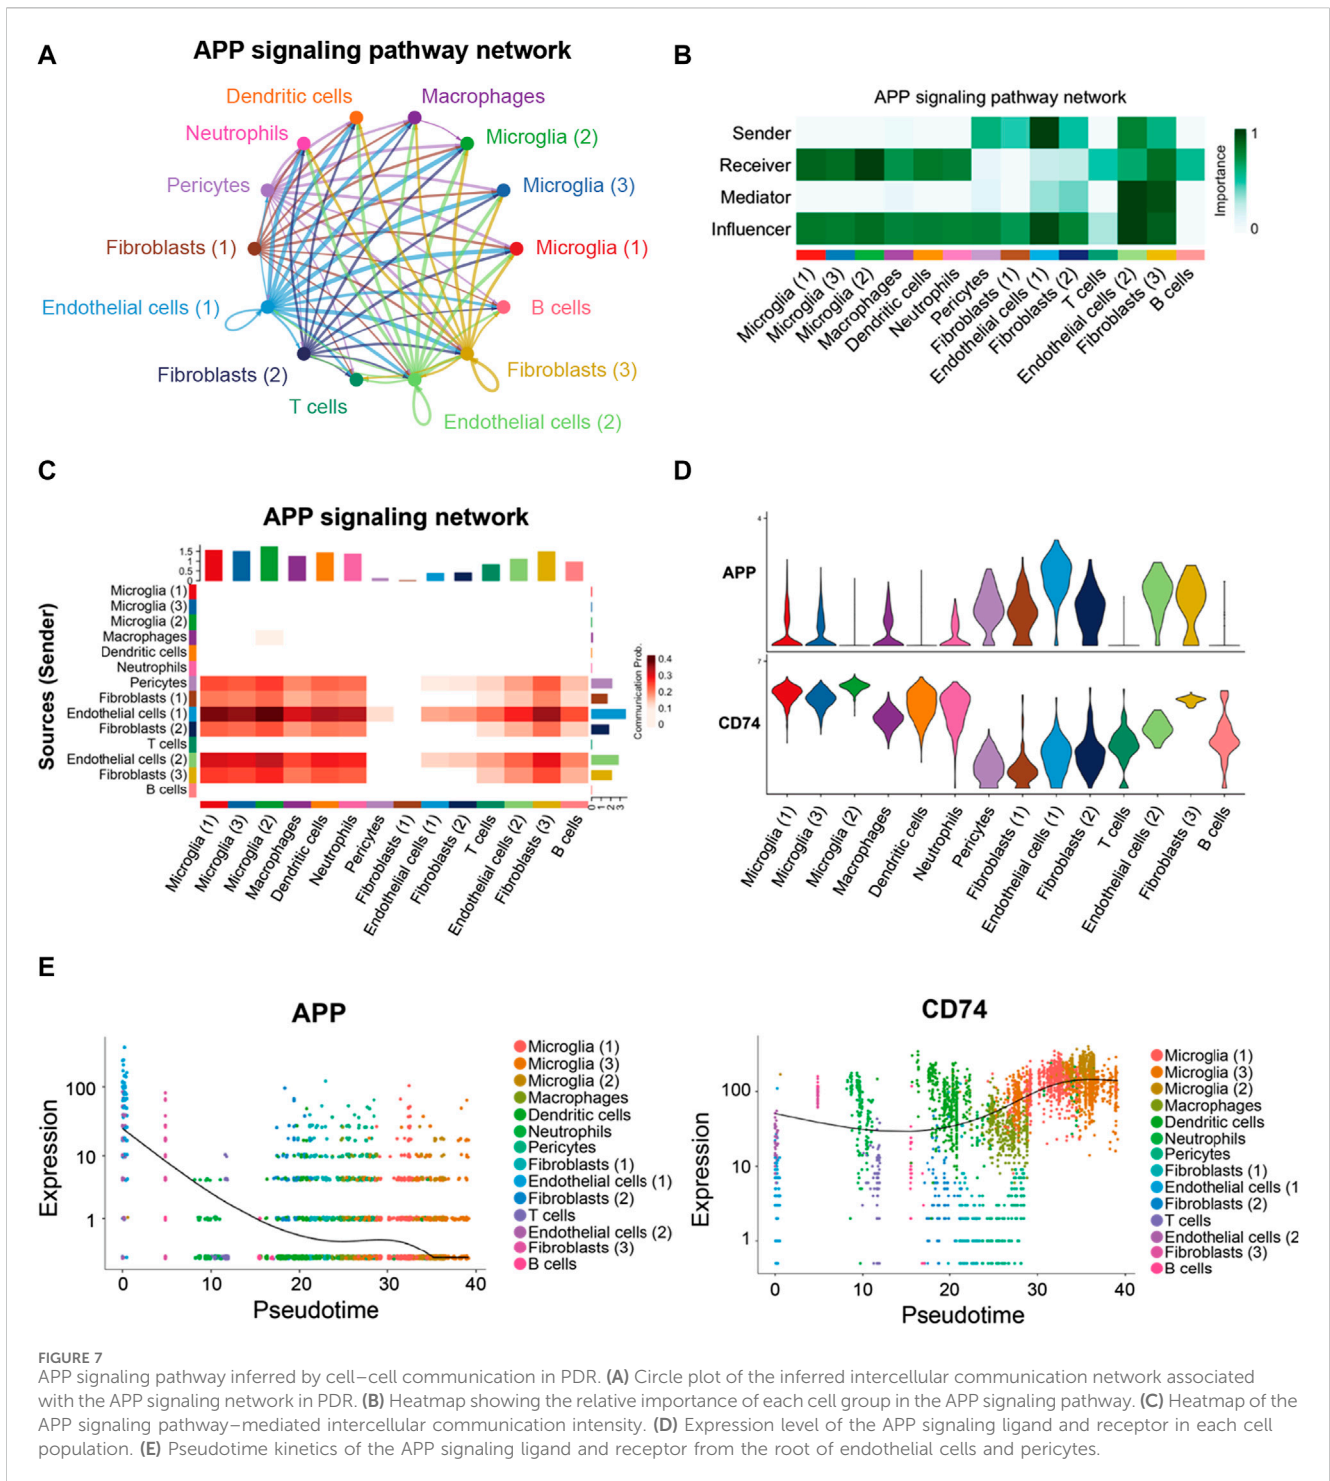 A
APP signaling pathway network
Dendritic cells
Macrophages
Neutrophils
Microglia (2)
Pericytes
Microglia (3)
Fibroblasts (1)
Microglia (1)
Endothelial cells (1)
B cells
Fibroblasts (2)
Fibroblasts (3)
T cells
Endothelial cells (2)
B
APP signaling pathway network
Sender
Receiver
Mediator
Influencer
1
0
Importance
Microglia (1)
Microglia (3)
Microglia (2)
Macrophages
Dendritic cells
Neutrophils
Pericytes
Fibroblasts (1)
Endothelial cells (1)
Fibroblasts (2)
T cells
Endothelial cells (2)
Fibroblasts (3)
B cells
C
APP signaling network
1.5
1
0.5
0
Sources (Sender)
Microglia (1)
Microglia (3)
Microglia (2)
Macrophages
Dendritic cells
Neutrophils
Pericytes
Fibroblasts (1)
Endothelial cells (1)
Fibroblasts (2)
T cells
Endothelial cells (2)
Fibroblasts (3)
B cells
0 1 2 3
Communication Prob.
0.4
0.3
0.2
0.1
0
Microglia (1)
Microglia (3)
Microglia (2)
Macrophages
Dendritic cells
Neutrophils
Pericytes
Fibroblasts (1)
Endothelial cells (1)
Fibroblasts (2)
T cells
Endothelial cells (2)
Fibroblasts (3)
B cells
D
4
APP
7
CD74
Microglia (1)
Microglia (3)
Microglia (2)
Macrophages
Dendritic cells
Neutrophils
Pericytes
Fibroblasts (1)
Endothelial cells (1)
Fibroblasts (2)
T cells
Endothelial cells (2)
Fibroblasts (3)
B cells
E
APP
Expression
100
10
1
0 10 20 30 40
Pseudotime
Microglia (1)
Microglia (3)
Microglia (2)
Macrophages
Dendritic cells
Neutrophils
Pericytes
Fibroblasts (1)
Endothelial cells (1)
Fibroblasts (2)
T cells
Endothelial cells (2)
Fibroblasts (3)
B cells
CD74
Expression
100
10
1
0 10 20 30 40
Pseudotime
Microglia (1)
Microglia (3)
Microglia (2)
Macrophages
Dendritic cells
Neutrophils
Pericytes
Fibroblasts (1)
Endothelial cells (1
Fibroblasts (2)
T cells
Endothelial cells (2
Fibroblasts (3)
B cells
FIGURE 7
APP signaling pathway inferred by cell–cell communication in PDR. (A) Circle plot of the inferred intercellular communication network associated
with the APP signaling network in PDR. (B) Heatmap showing the relative importance of each cell group in the APP signaling pathway. (C) Heatmap of the
APP signaling pathway–mediated intercellular communication intensity. (D) Expression level of the APP signaling ligand and receptor in each cell
population. (E) Pseudotime kinetics of the APP signaling ligand and receptor from the root of endothelial cells and pericytes.